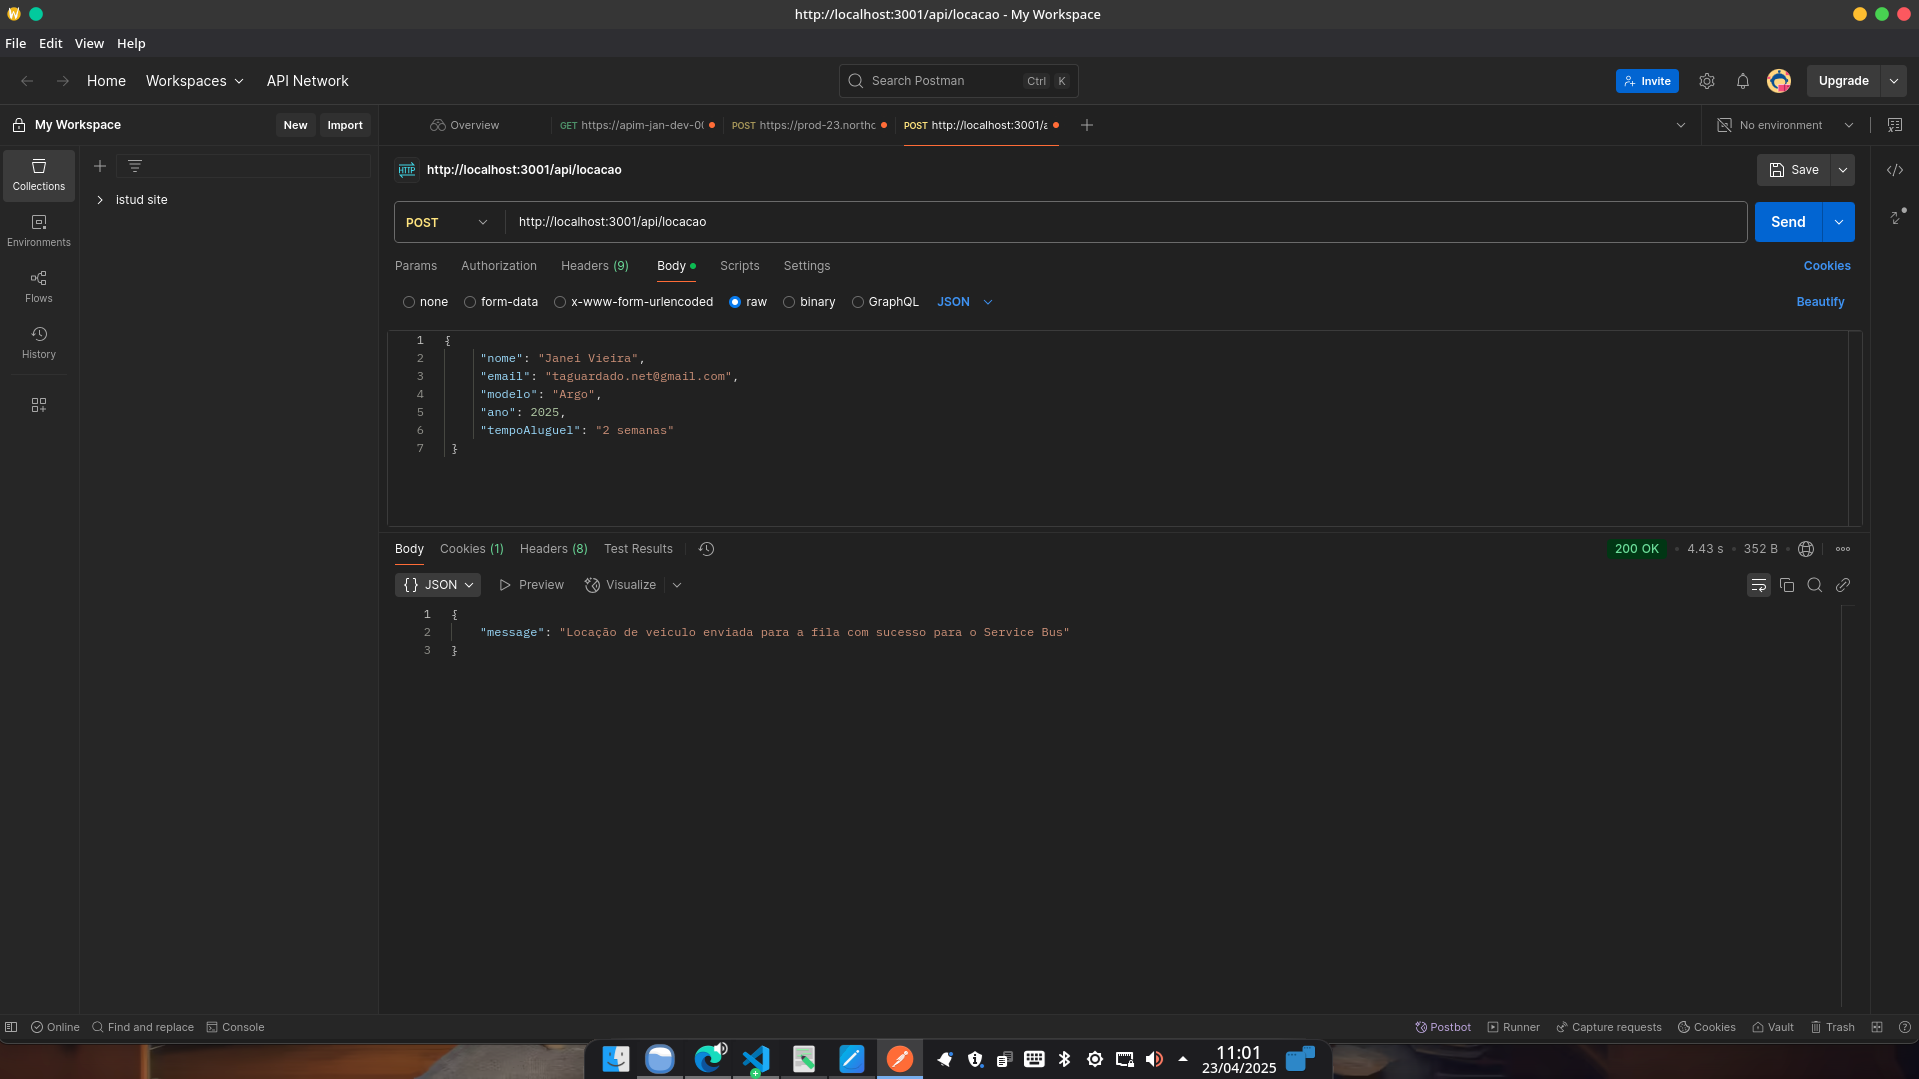 http://localhost:3001/api/locacao - My Workspace
File Edit View Help
Home Workspaces API Network
Search Postman Ctrl K
Invite
Upgrade
My Workspace
New Import
Overview
GET https://apim-jan-dev-0
POST https://prod-23.northc
POST http://localhost:3001/a
No environment
Collections
Environments
Flows
History
istud site
HTTP http://localhost:3001/api/locacao
Save
POST http://localhost:3001/api/locacao
Send
Params Authorization Headers (9) Body Scripts Settings
Cookies
none form-data x-www-form-urlencoded raw binary GraphQL JSON
Beautify
1 {
2 "nome": "Janei Vieira",
3 "email": "taguardado.net@gmail.com",
4 "modelo": "Argo",
5 "ano": 2025,
6 "tempoAluguel": "2 semanas"
7 }
Body Cookies (1) Headers (8) Test Results
200 OK • 4.43 s • 352 B •
{} JSON Preview Visualize
1 {
2 "message": "Locação de veiculo enviada para a fila com sucesso para o Service Bus"
3 }
Online Find and replace Console
Postbot Runner Capture requests Cookies Vault Trash
11:01
23/04/2025